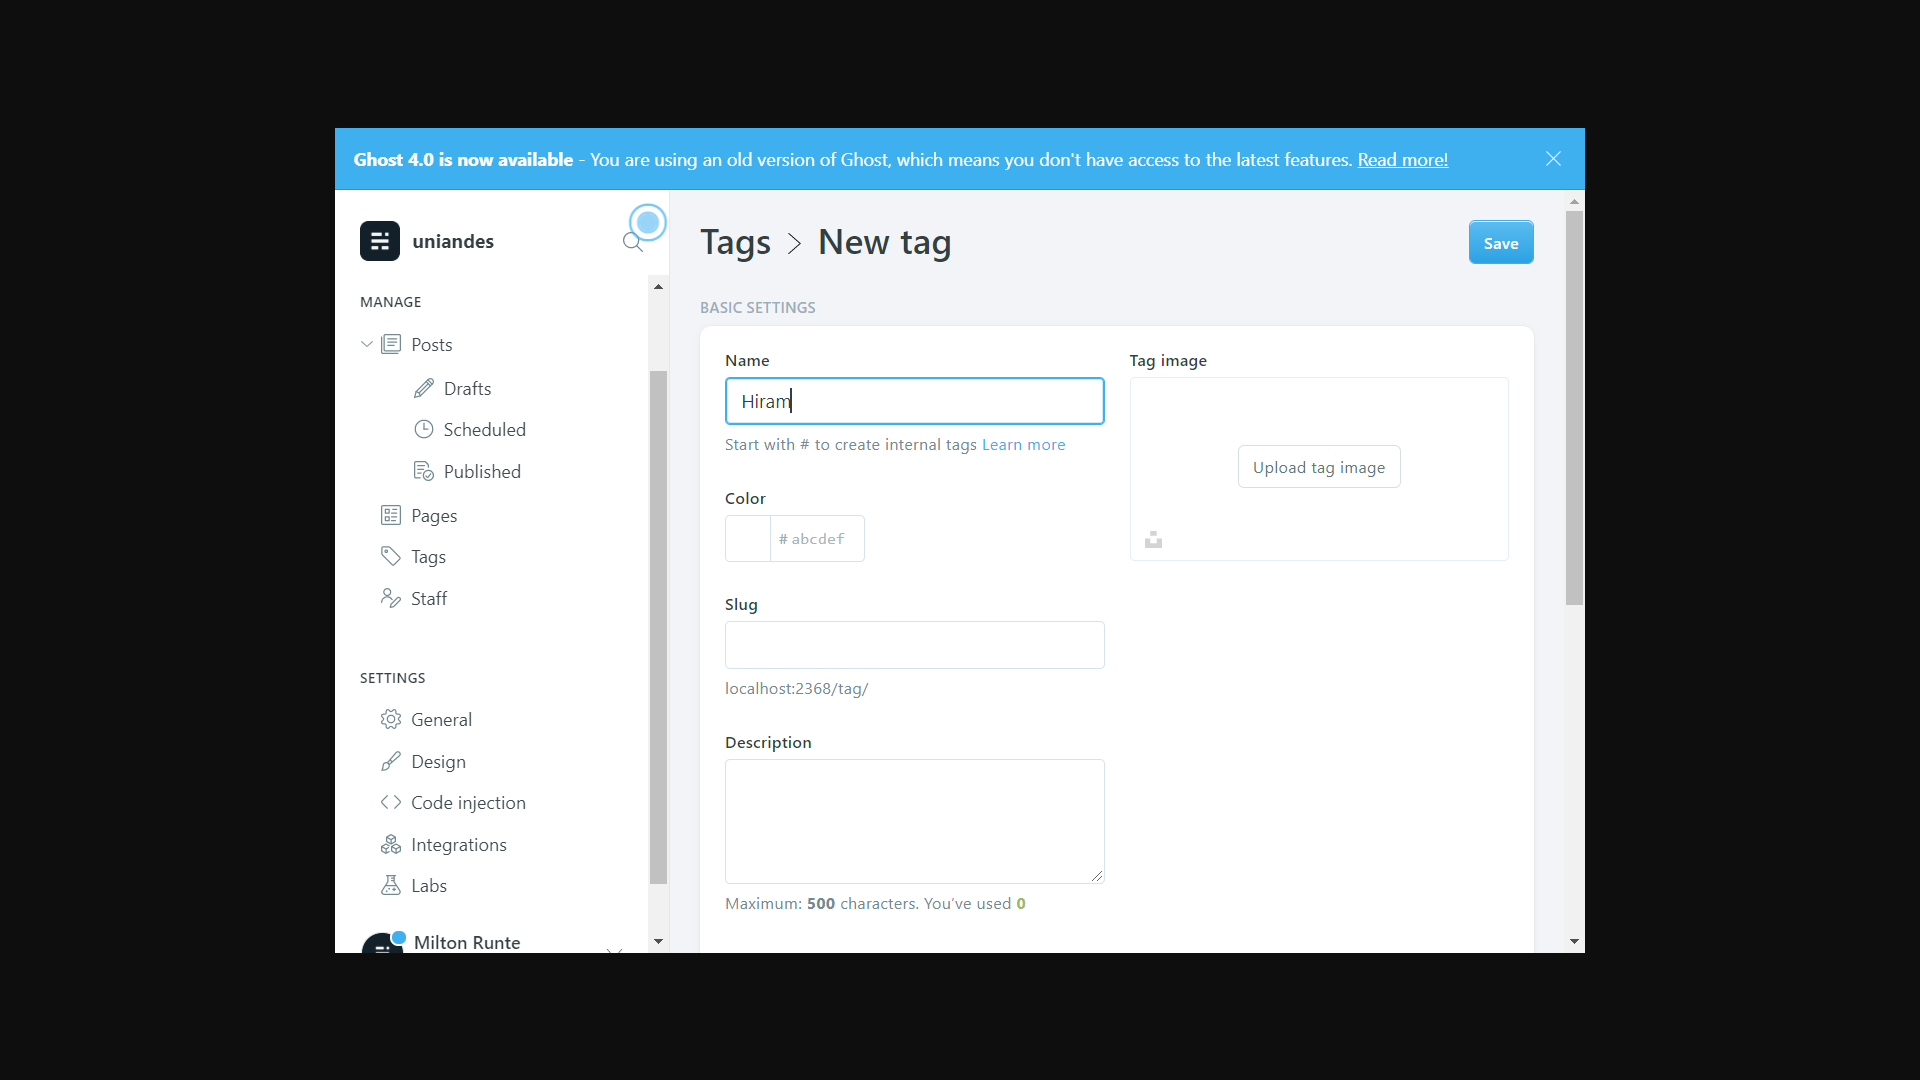 Ghost 4.0 is now available - You are using an old version of Ghost, which means you don't have access to the latest features. Read more!
uniandes
MANAGE
Posts
Drafts
Scheduled
Published
Pages
Tags
Staff
SETTINGS
General
Design
Code injection
Integrations
Labs
Milton Runte
Tags > New tag
Save
BASIC SETTINGS
Name
Hiram
Start with # to create internal tags Learn more
Color
# abcdef
Slug
localhost:2368/tag/
Description
Maximum: 500 characters. You’ve used 0
Tag image
Upload tag image